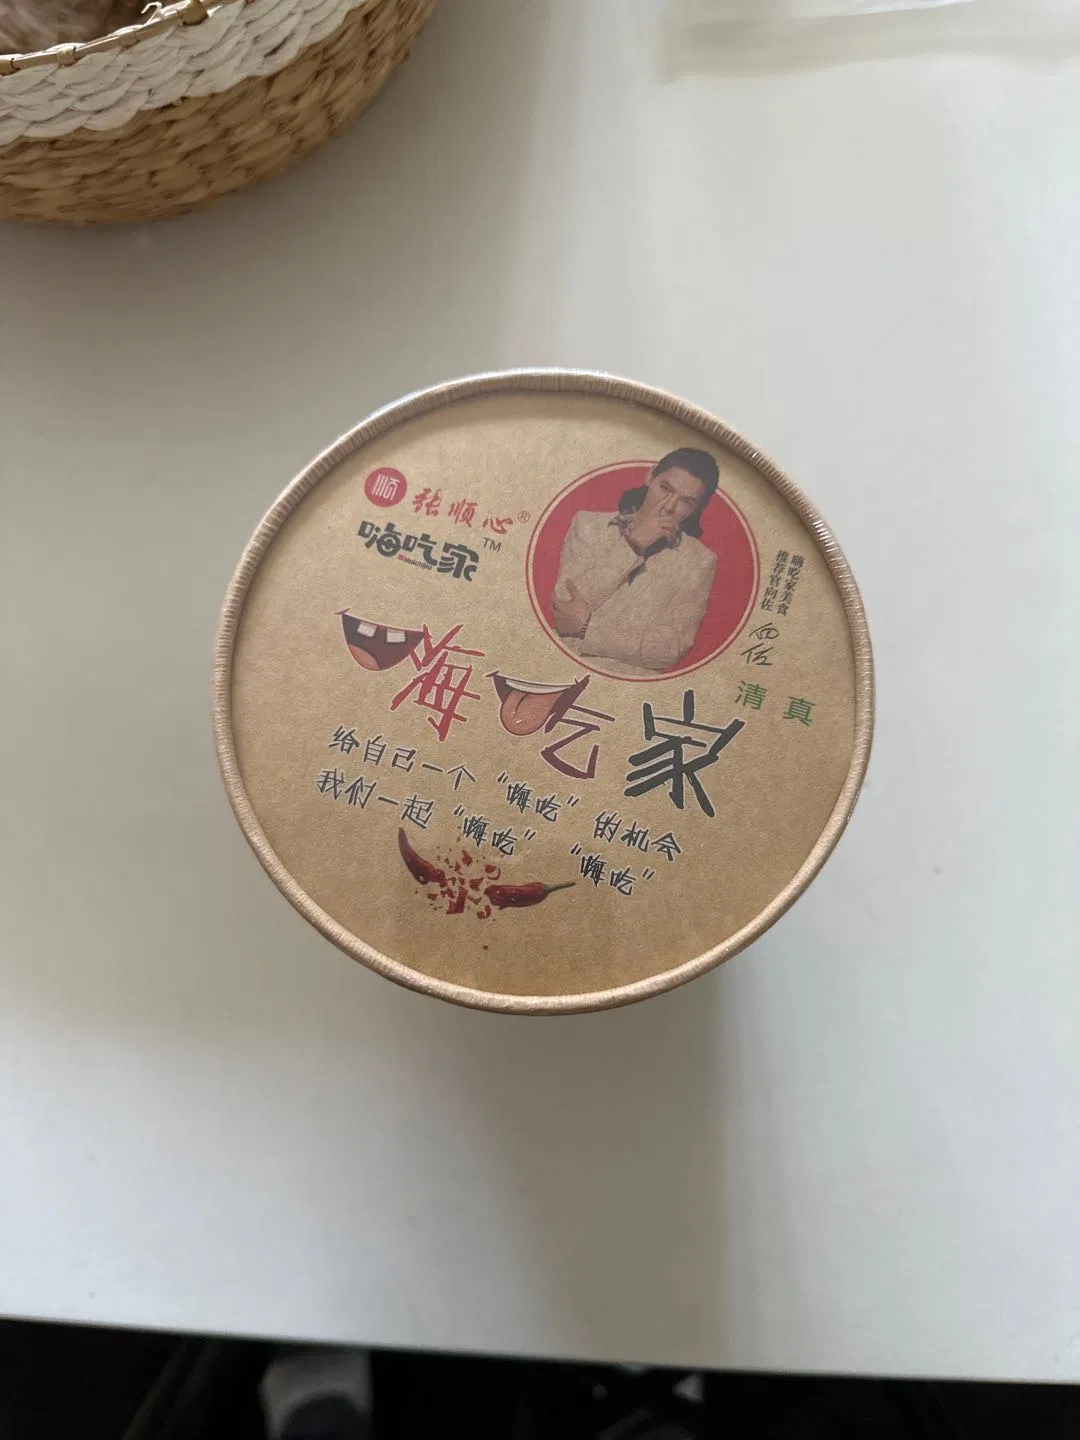 顺 张顺心®
嗨吃家™
Haichijia
嗨吃家美食
推荐官向佐
向佐
清真
嗨吃家
给自己一个“嗨吃”的机会
我们一起“嗨吃”“嗨吃”